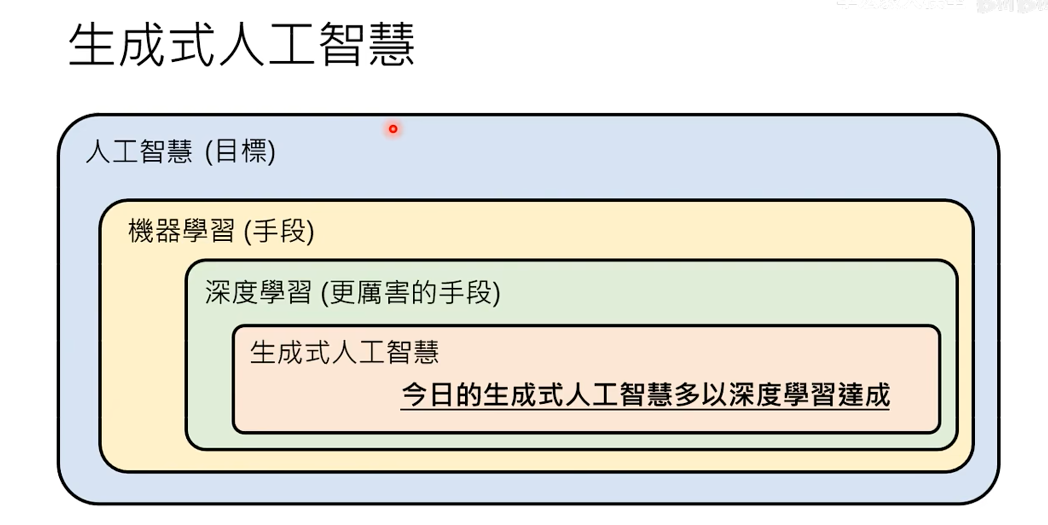 生成式人工智慧
人工智慧 (目標)
機器學習 (手段)
深度學習 (更厲害的手段)
生成式人工智慧
今日的生成式人工智慧多以深度學習達成